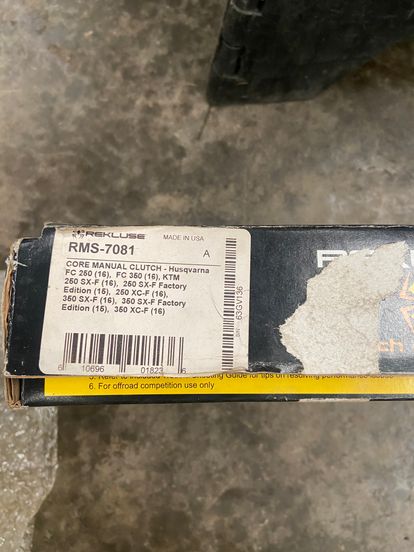 REKLUSE MADE IN USA
RMS-7081 A
CORE MANUAL CLUTCH - Husqvarna
FC 250 (16), FC 350 (16), KTM
250 SX-F (16), 250 SX-F Factory
Edition (15), 250 XC-F (16),
350 SX-F (16), 350 SX-F Factory
Edition (15), 350 XC-F (16)
63SV136
6 10696 01823 6
6. For offroad competition use only